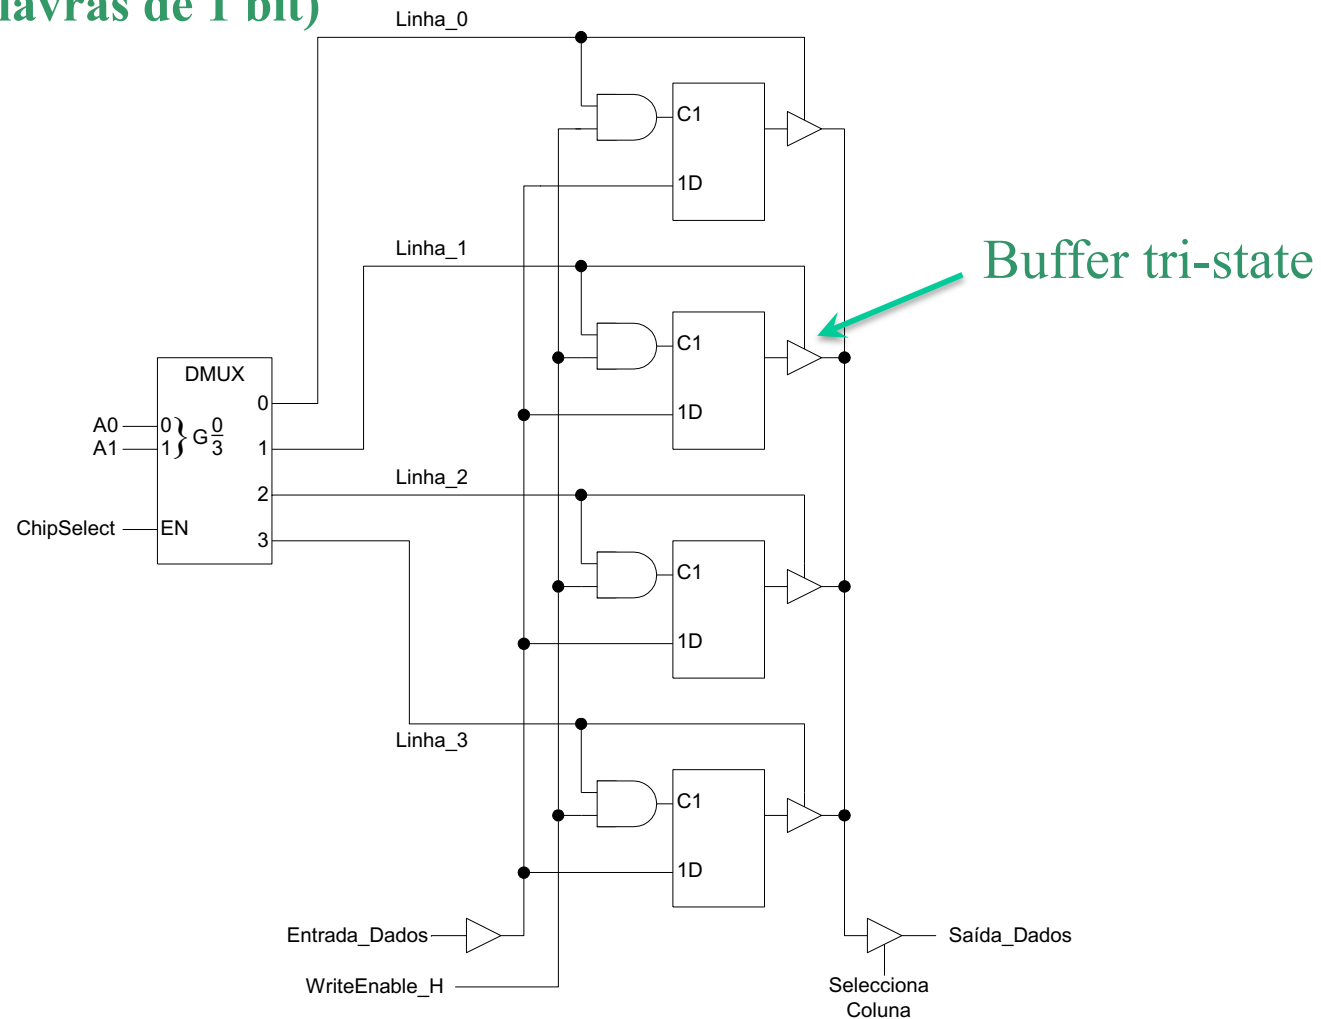 de 1 bit)
Linha_0
C1
1D
Linha_1
Buffer tri-state
C1
1D
DMUX
0
A0 0 } G 0/3
A1 1
1
Linha_2
2
ChipSelect EN
3
C1
1D
Linha_3
C1
1D
Entrada_Dados
Saída_Dados
WriteEnable_H
Selecciona
Coluna